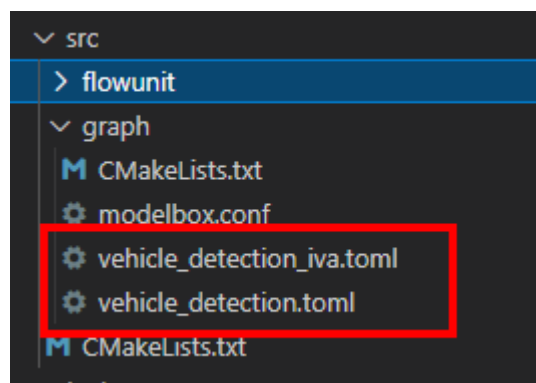 src
flowunit
graph
M CMakeLists.txt
modelbox.conf
vehicle_detection_iva.toml
vehicle_detection.toml
M CMakeLists.txt